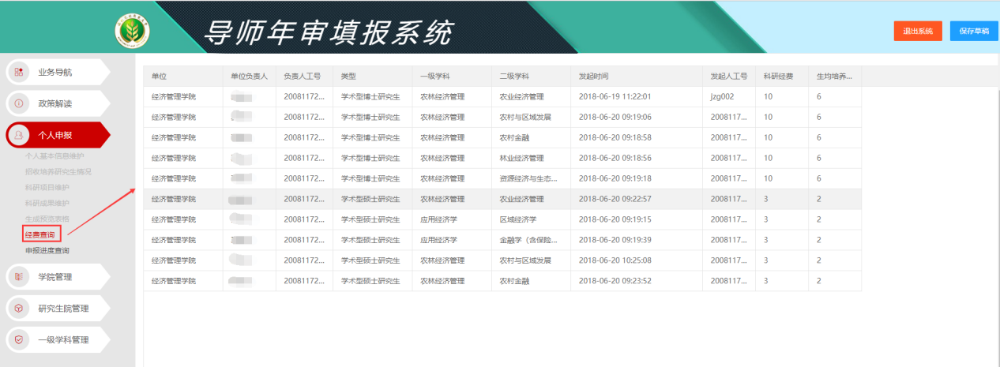 导师年审填报系统
退出系统 保存草稿
业务导航
政策解读
个人申报
个人基本信息维护
招收培养研究生情况
科研项目维护
科研成果维护
生成预览表格
经费查询
申报进度查询
学院管理
研究生院管理
一级学科管理
单位 单位负责人 负责人工号 类型 一级学科 二级学科 发起时间 发起人工号 科研经费 生均培养...
经济管理学院 20081172... 学术型博士研究生 农林经济管理 农业经济管理 2018-06-19 11:22:01 jzg002 10 6
经济管理学院 20081172... 学术型博士研究生 农林经济管理 农村与区域发展 2018-06-20 09:19:06 2008117... 10 6
经济管理学院 20081172... 学术型博士研究生 农林经济管理 农村金融 2018-06-20 09:18:58 2008117... 10 6
经济管理学院 20081172... 学术型博士研究生 农林经济管理 林业经济管理 2018-06-20 09:18:56 2008117... 10 6
经济管理学院 20081172... 学术型博士研究生 农林经济管理 资源经济与生态... 2018-06-20 09:19:18 2008117... 10 6
经济管理学院 20081172... 学术型硕士研究生 农林经济管理 农业经济管理 2018-06-20 09:22:57 2008117... 3 2
经济管理学院 20081172... 学术型硕士研究生 应用经济学 区域经济学 2018-06-20 09:19:15 2008117... 3 2
经济管理学院 20081172... 学术型硕士研究生 应用经济学 金融学（含保险... 2018-06-20 09:19:39 2008117... 3 2
经济管理学院 20081172... 学术型硕士研究生 农林经济管理 农村与区域发展 2018-06-20 10:25:08 2008117... 3 2
经济管理学院 20081172... 学术型硕士研究生 农林经济管理 农村金融 2018-06-20 09:23:52 2008117... 3 2